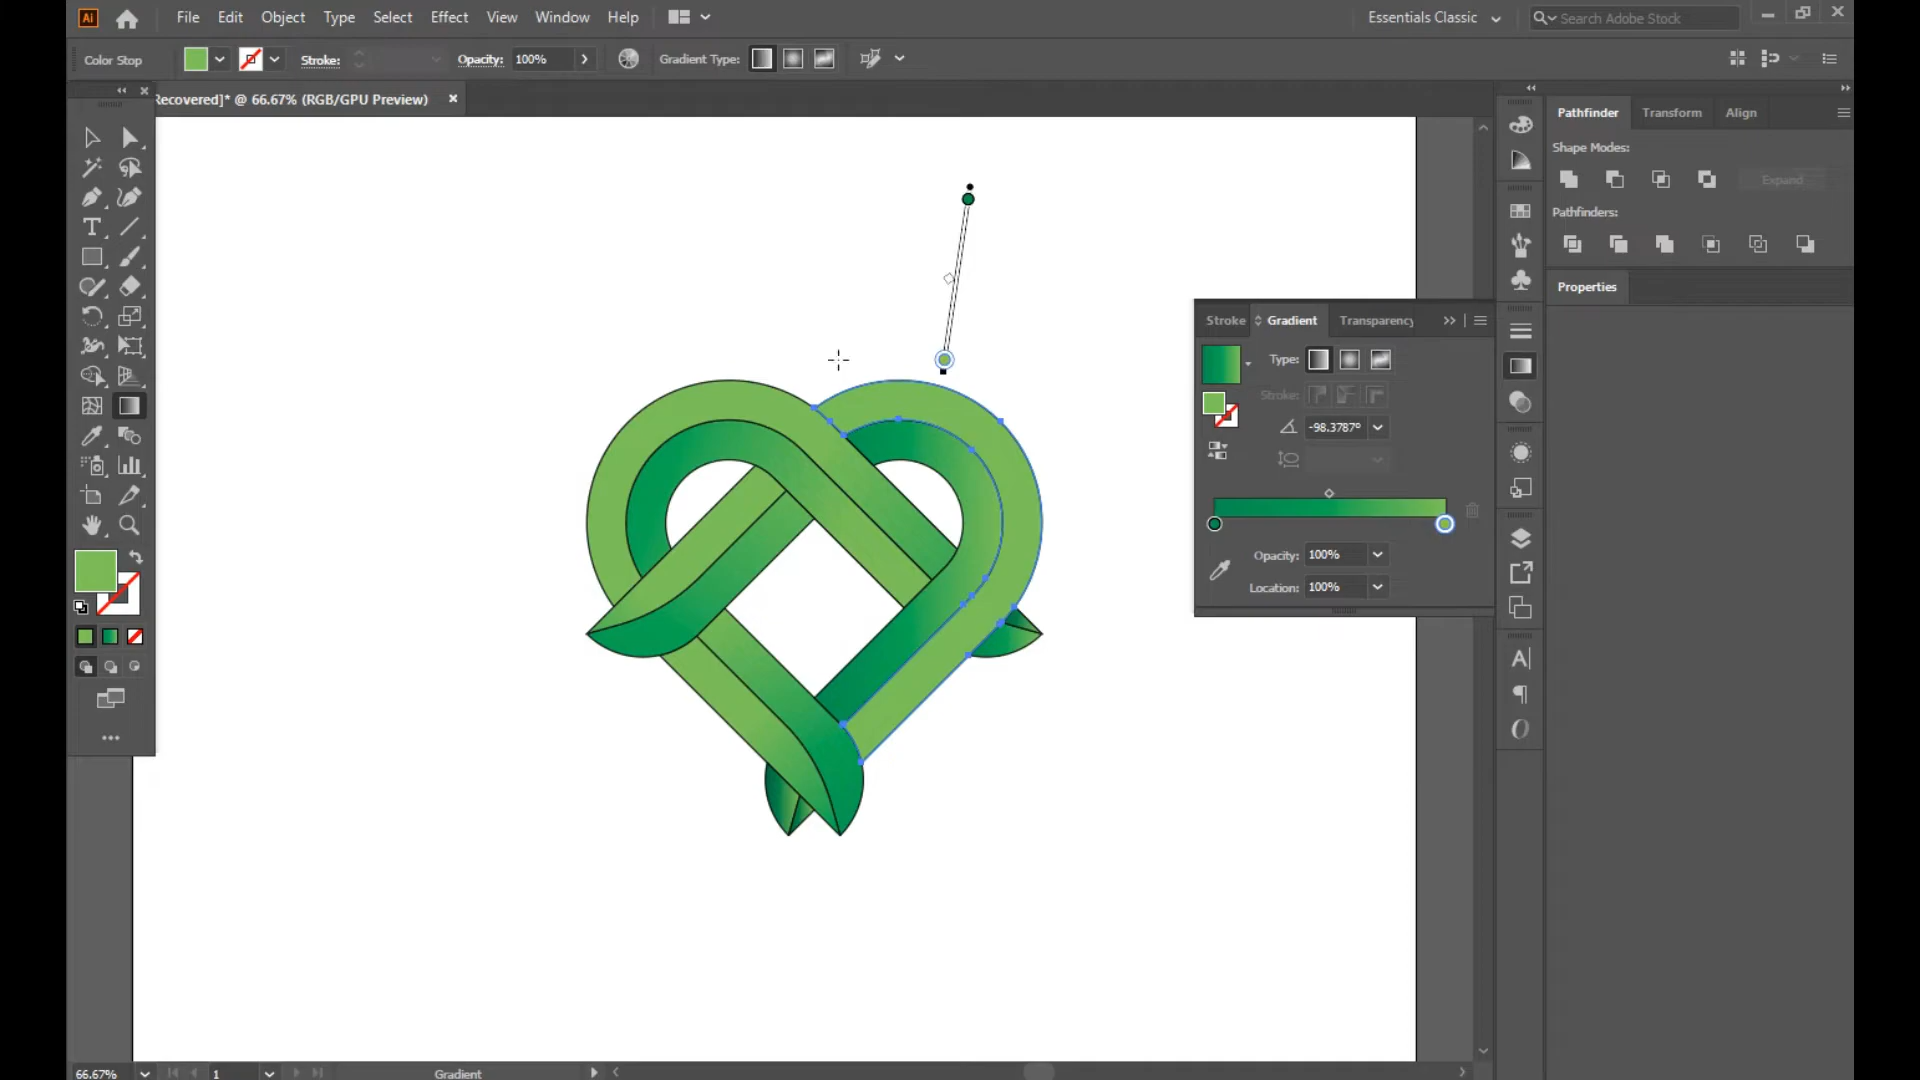 Ai File Edit Object Type Select Effect View Window Help Essentials Classic Search Adobe Stock
Color Stop Stroke: Opacity: 100% Gradient Type:
Recovered]* @ 66.67% (RGB/GPU Preview)
Pathfinder Transform Align
Shape Modes:
Expand
Pathfinders:
Properties
Stroke Gradient Transparency
Type:
Stroke:
-98.3787°
Opacity: 100%
Location: 100%
66.67% 1 Gradient